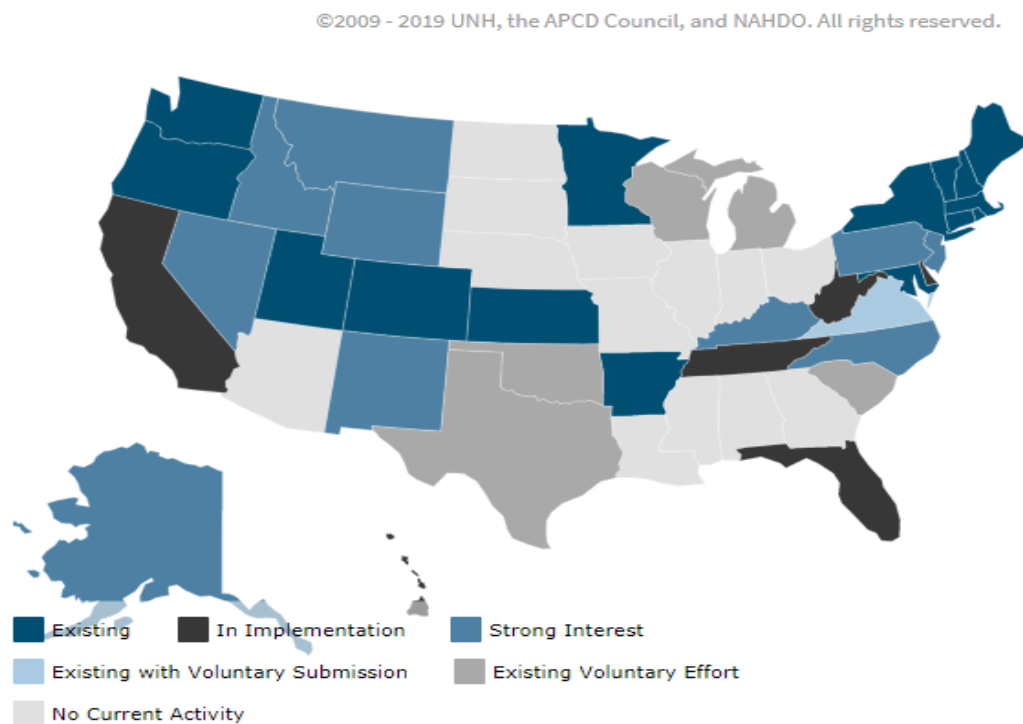 ©2009 - 2019 UNH, the APCD Council, and NAHDO. All rights reserved.
Existing In Implementation Strong Interest
Existing with Voluntary Submission Existing Voluntary Effort
No Current Activity